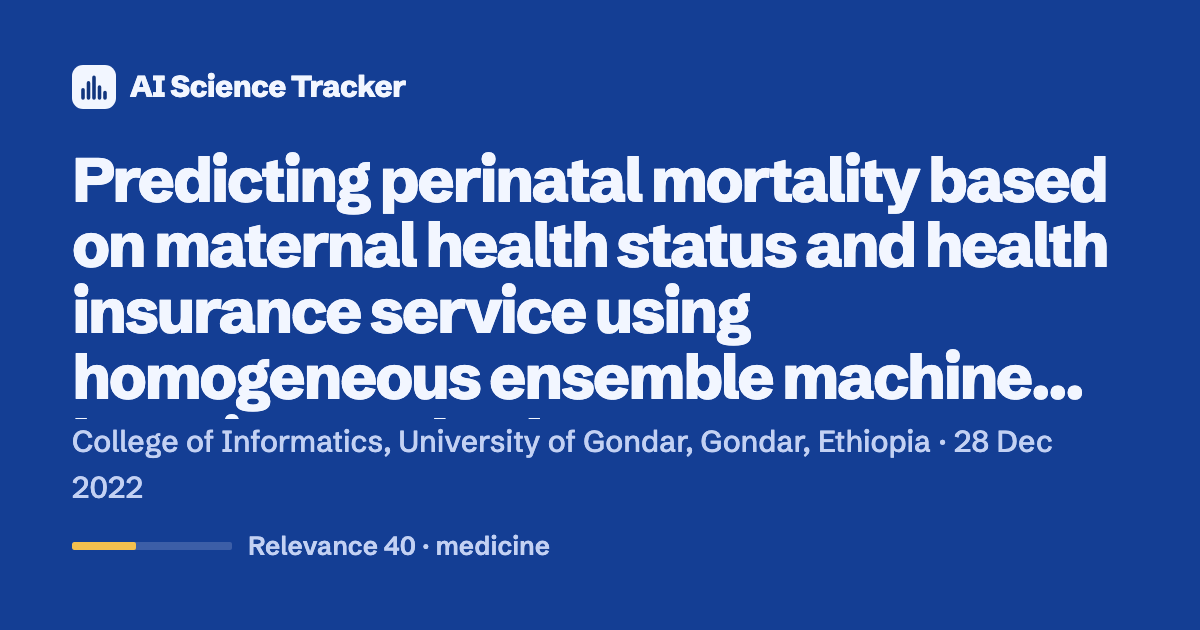 AI Science Tracker
Predicting perinatal mortality based
on maternal health status and health
insurance service using
homogeneous ensemble machine...
College of Informatics, University of Gondar, Gondar, Ethiopia · 28 Dec
2022
Relevance 40 · medicine